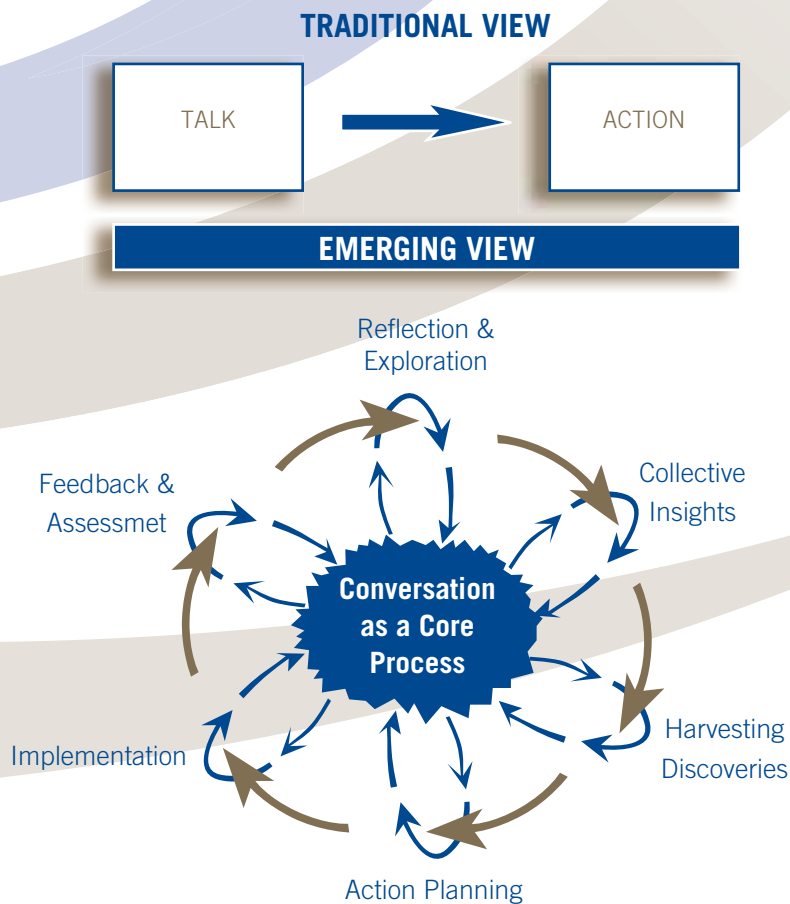 TRADITIONAL VIEW
TALK
ACTION
EMERGING VIEW
Reflection &
Exploration
Collective
Insights
Harvesting
Discoveries
Action Planning
Implementation
Feedback &
Assessmet
Conversation
as a Core
Process